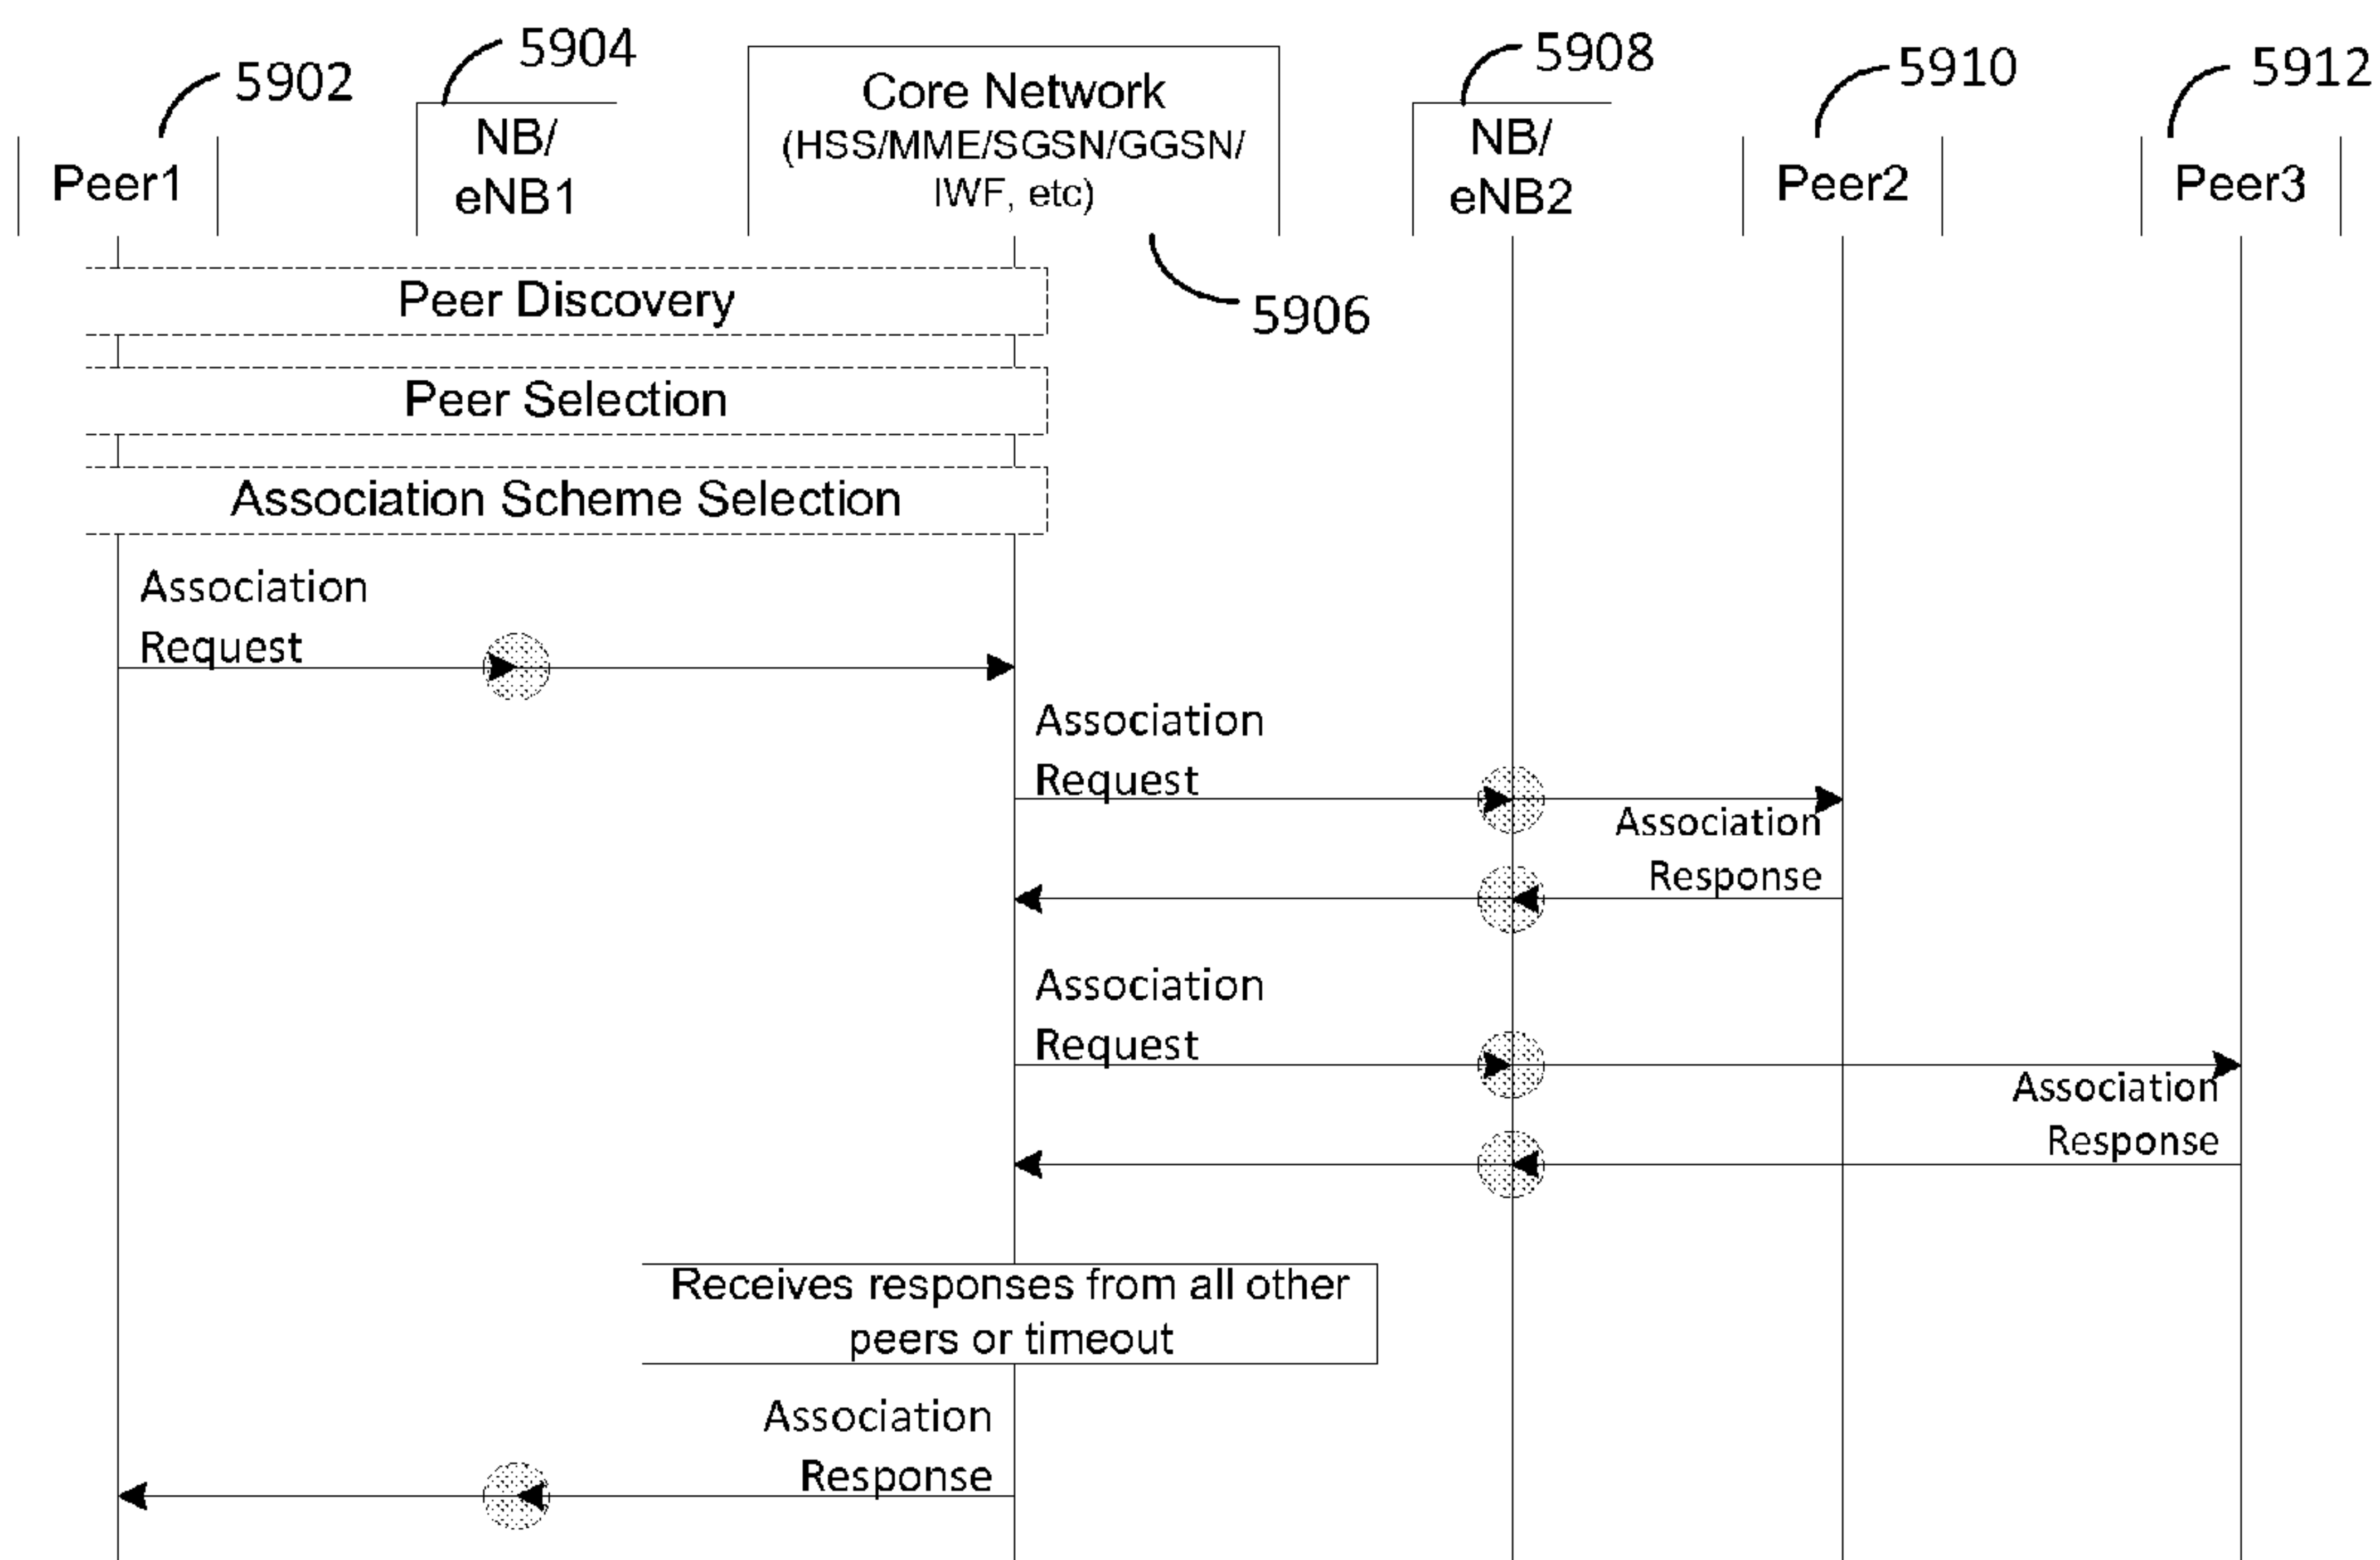 5902
5904
5908
5910
5912
Peer1
NB/
eNB1
Core Network
(HSS/MME/SGSN/GGSN/
IWF, etc)
NB/
eNB2
Peer2
Peer3
5906
Peer Discovery
Peer Selection
Association Scheme Selection
Association
Request
Association
Request
Association
Response
Association
Request
Association
Response
Receives responses from all other
peers or timeout
Association
Response